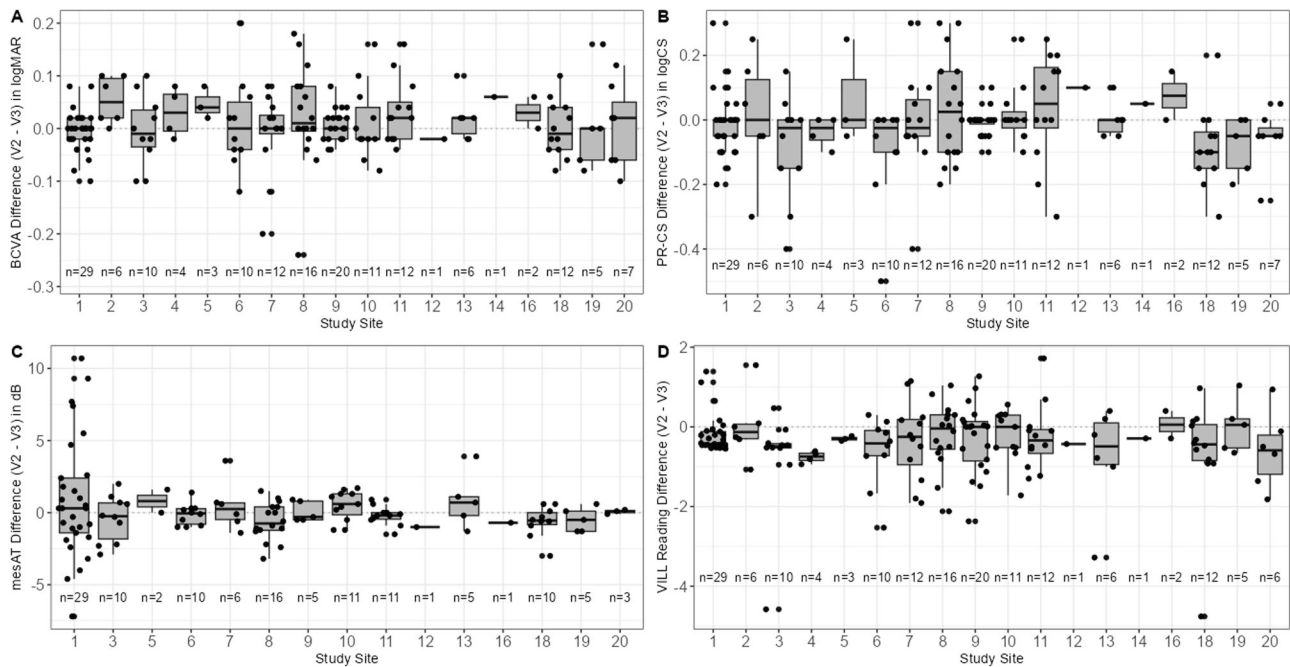 A
BCVA Difference (V2 - V3) in logMAR
0.2
0.1
0.0
-0.1
-0.2
-0.3
n=29 n=6 n=10 n=4 n=3 n=10 n=12 n=16 n=20 n=11 n=12 n=1 n=6 n=1 n=2 n=12 n=5 n=7
1 2 3 4 5 6 7 8 9 10 11 12 13 14 16 18 19 20
Study Site
B
PR-CS Difference (V2 - V3) in logCS
0.2
0.0
-0.2
-0.4
n=29 n=6 n=10 n=4 n=3 n=10 n=12 n=16 n=20 n=11 n=12 n=1 n=6 n=1 n=2 n=12 n=5 n=7
1 2 3 4 5 6 7 8 9 10 11 12 13 14 16 18 19 20
Study Site
C
mesAT Difference (V2 - V3) in dB
10
5
0
-5
n=29 n=10 n=2 n=10 n=6 n=16 n=5 n=11 n=11 n=1 n=5 n=1 n=10 n=5 n=3
1 3 5 6 7 8 9 10 11 12 13 16 18 19 20
Study Site
D
VILL Reading Difference (V2 - V3)
2
0
-2
-4
n=29 n=6 n=10 n=4 n=3 n=10 n=12 n=16 n=20 n=11 n=12 n=1 n=6 n=1 n=2 n=12 n=5 n=6
1 2 3 4 5 6 7 8 9 10 11 12 13 14 16 18 19 20
Study Site